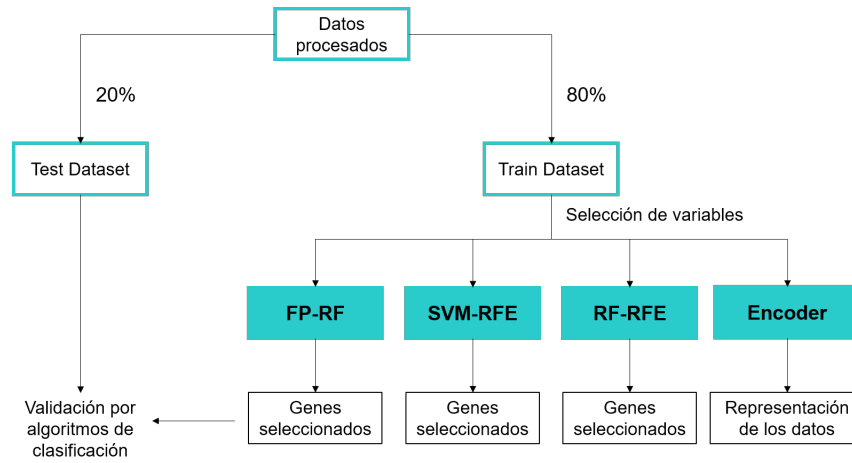 Datos
procesados
20%
80%
Test Dataset
Train Dataset
Selección de variables
FP-RF
SVM-RFE
RF-RFE
Encoder
Validación por
algoritmos de
clasificación
Genes
seleccionados
Genes
seleccionados
Genes
seleccionados
Representación
de los datos